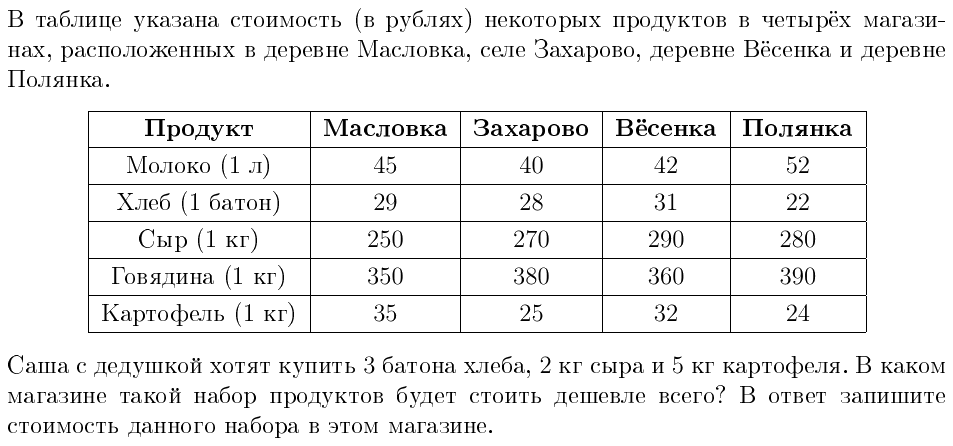 В таблице указана стоимость (в рублях) некоторых продуктов в четырёх магази-
нах, расположенных в деревне Масловка, селе Захарово, деревне Вёсенка и деревне
Полянка.
Продукт Масловка Захарово Вёсенка Полянка
Молоко (1 л) 45 40 42 52
Хлеб (1 батон) 29 28 31 22
Сыр (1 кг) 250 270 290 280
Говядина (1 кг) 350 380 360 390
Картофель (1 кг) 35 25 32 24
Саша с дедушкой хотят купить 3 батона хлеба, 2 кг сыра и 5 кг картофеля. В каком
магазине такой набор продуктов будет стоить дешевле всего? В ответ запишите
стоимость данного набора в этом магазине.